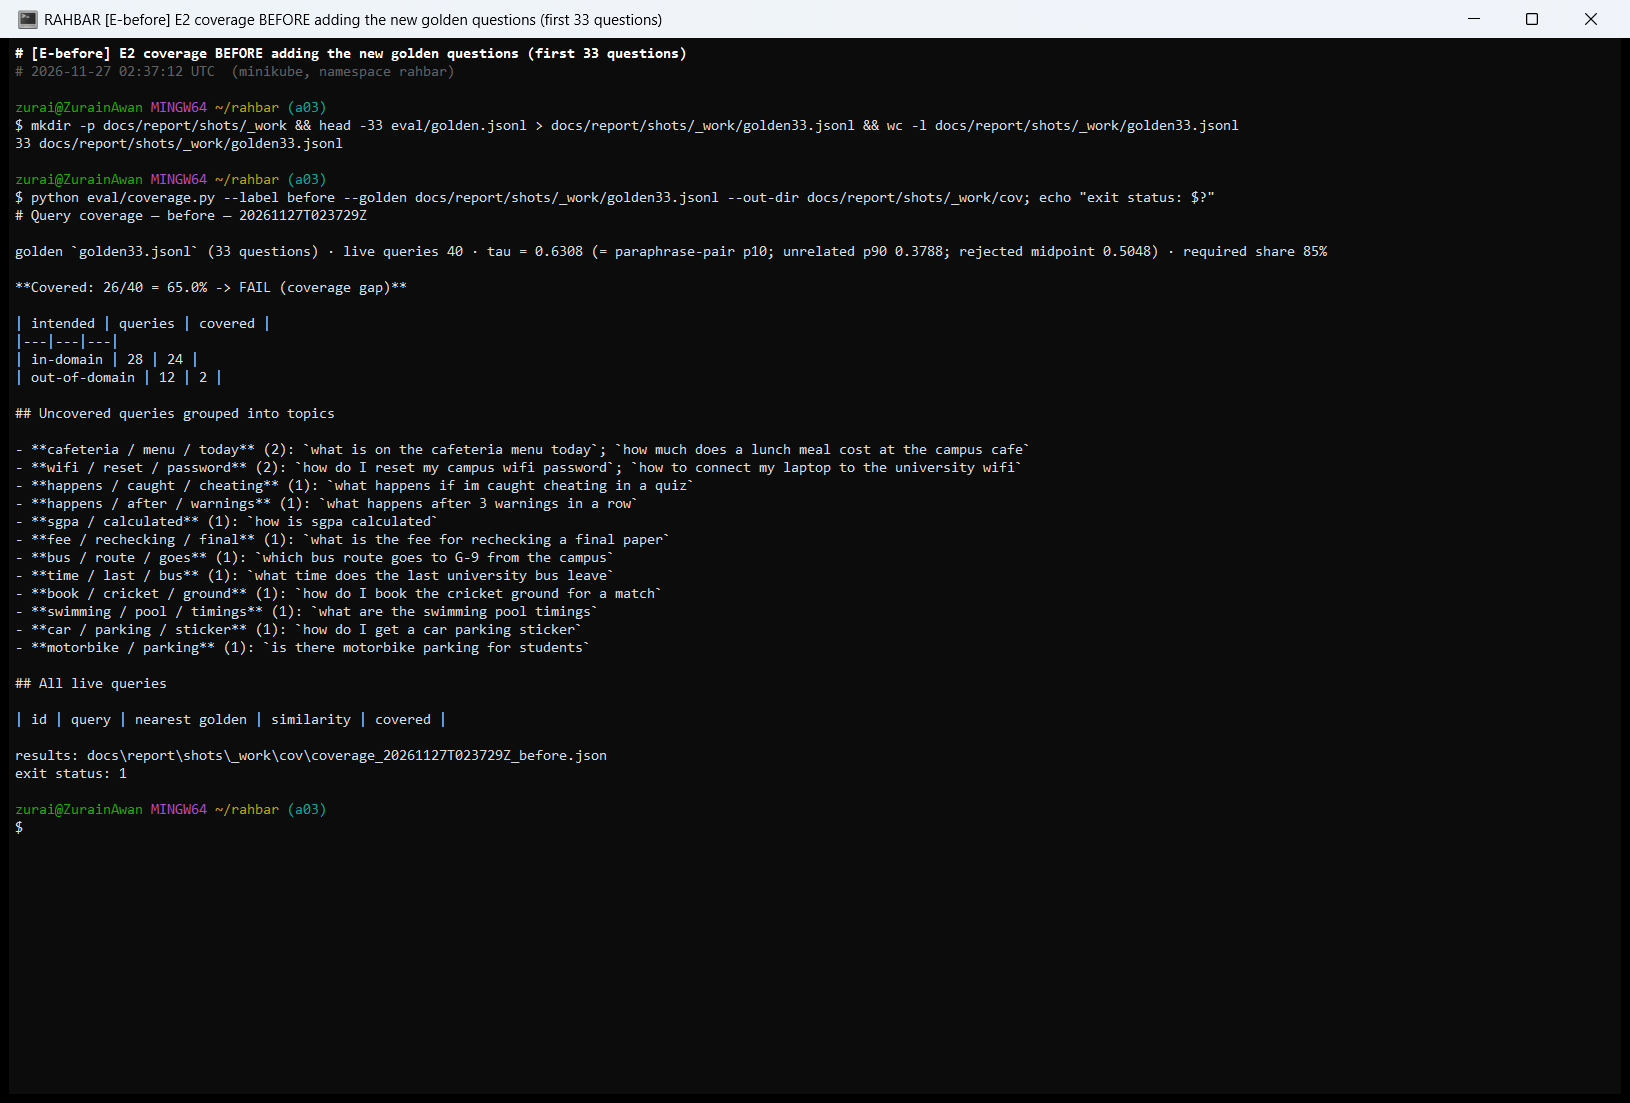 RAHBAR [E-before] E2 coverage BEFORE adding the new golden questions (first 33 questions)
# [E-before] E2 coverage BEFORE adding the new golden questions (first 33 questions)
# 2026-11-27 02:37:12 UTC  (minikube, namespace rahbar)
zurai@ZurainAwan MINGW64 ~/rahbar (a03)
$ mkdir -p docs/report/shots/_work && head -33 eval/golden.jsonl > docs/report/shots/_work/golden33.jsonl && wc -l docs/report/shots/_work/golden33.jsonl
33 docs/report/shots/_work/golden33.jsonl
zurai@ZurainAwan MINGW64 ~/rahbar (a03)
$ python eval/coverage.py --label before --golden docs/report/shots/_work/golden33.jsonl --out-dir docs/report/shots/_work/cov; echo "exit status: $?"
# Query coverage — before — 20261127T023729Z
golden `golden33.jsonl` (33 questions) · live queries 40 · tau = 0.6308 (= paraphrase-pair p10; unrelated p90 0.3788; rejected midpoint 0.5048) · required share 85%
**Covered: 26/40 = 65.0% -> FAIL (coverage gap)**
| intended | queries | covered |
|---|---|---|
| in-domain | 28 | 24 |
| out-of-domain | 12 | 2 |
## Uncovered queries grouped into topics
- **cafeteria / menu / today** (2): `what is on the cafeteria menu today`; `how much does a lunch meal cost at the campus cafe`
- **wifi / reset / password** (2): `how do I reset my campus wifi password`; `how to connect my laptop to the university wifi`
- **happens / caught / cheating** (1): `what happens if im caught cheating in a quiz`
- **happens / after / warnings** (1): `what happens after 3 warnings in a row`
- **sgpa / calculated** (1): `how is sgpa calculated`
- **fee / rechecking / final** (1): `what is the fee for rechecking a final paper`
- **bus / route / goes** (1): `which bus route goes to G-9 from the campus`
- **time / last / bus** (1): `what time does the last university bus leave`
- **book / cricket / ground** (1): `how do I book the cricket ground for a match`
- **swimming / pool / timings** (1): `what are the swimming pool timings`
- **car / parking / sticker** (1): `how do I get a car parking sticker`
- **motorbike / parking** (1): `is there motorbike parking for students`
## All live queries
| id | query | nearest golden | similarity | covered |
results: docs\report\shots\_work\cov\coverage_20261127T023729Z_before.json
exit status: 1
zurai@ZurainAwan MINGW64 ~/rahbar (a03)
$